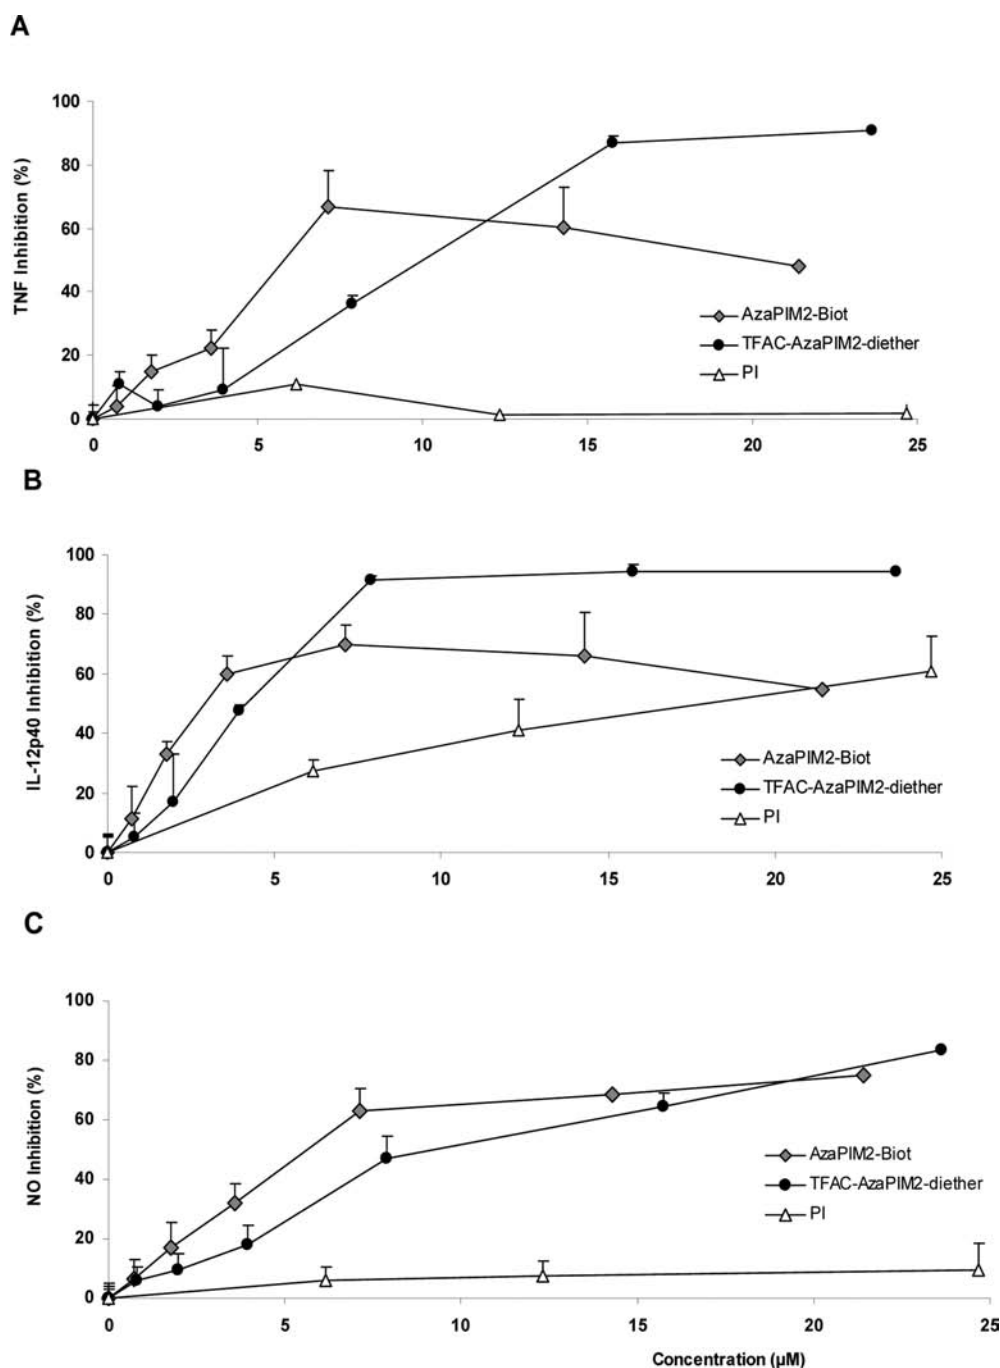 A
TNF Inhibition (%)
100
80
60
40
20
0
AzaPIM2-Biot
TFAC-AzaPIM2-diether
PI
0 5 10 15 20 25
B
IL-12p40 Inhibition (%)
100
80
60
40
20
0
AzaPIM2-Biot
TFAC-AzaPIM2-diether
PI
0 5 10 15 20 25
C
NO Inhibition (%)
100
80
60
40
20
0
AzaPIM2-Biot
TFAC-AzaPIM2-diether
PI
0 5 10 15 20 25
Concentration (µM)